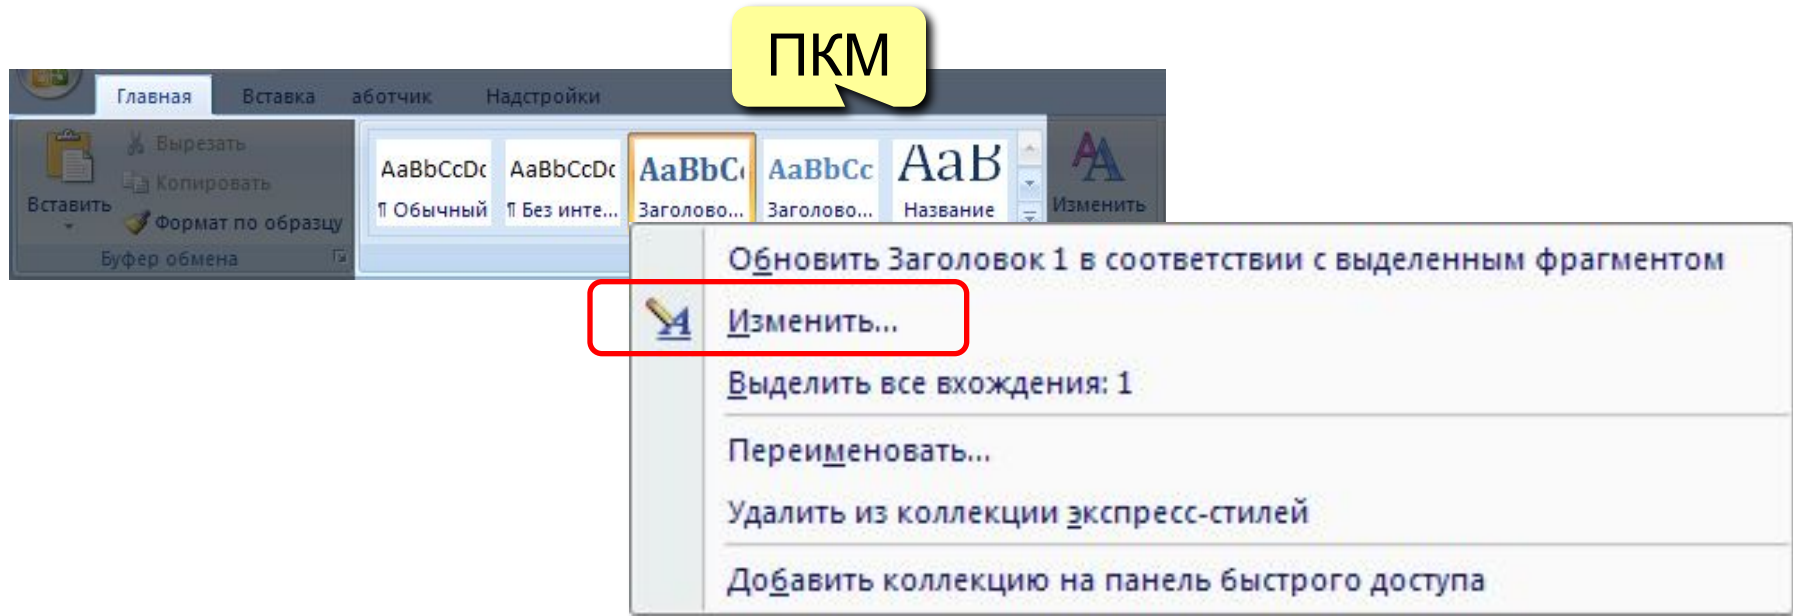 ПКМ
Главная Вставка аботчик Надстройки
Вырезать
Копировать
Вставить
Формат по образцу
Буфер обмена
AaBbCcDc AaBbCcDc AaBbC AaBbCc АаВ
¶ Обычный ¶ Без инте... Заголово... Заголово... Название
Изменить
Обновить Заголовок 1 в соответствии с выделенным фрагментом
Изменить...
Выделить все вхождения: 1
Переименовать...
Удалить из коллекции экспресс-стилей
Добавить коллекцию на панель быстрого доступа